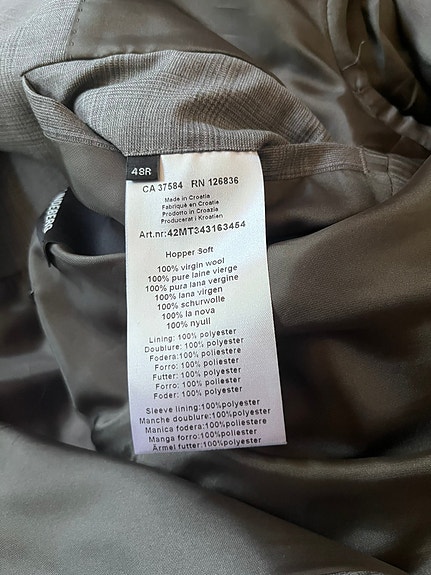 48R
CA 37584 RN 126836
Made in Croatia
Fabriqué en Croatie
Prodotto in Croazie
Producerat i Kroatien
Art.nr:42MT343163454
Hopper Soft
100% virgin wool
100% pure laine vierge
100% pura lana vergine
100% lana virgen
100% schurwolle
100% la nova
100% nyull
Lining: 100% polyester
Doublure: 100% polyester
Fodera:100% poliestere
Forro: 100% poliester
Futter: 100% polyester
Forro: 100% poliester
Foder: 100% polyester
Sleeve lining:100%polyester
Manche doublure:100%polyester
Manica fodera:100%poliestere
Manga forro:100%poliester
Ärmel futter:100%polyester